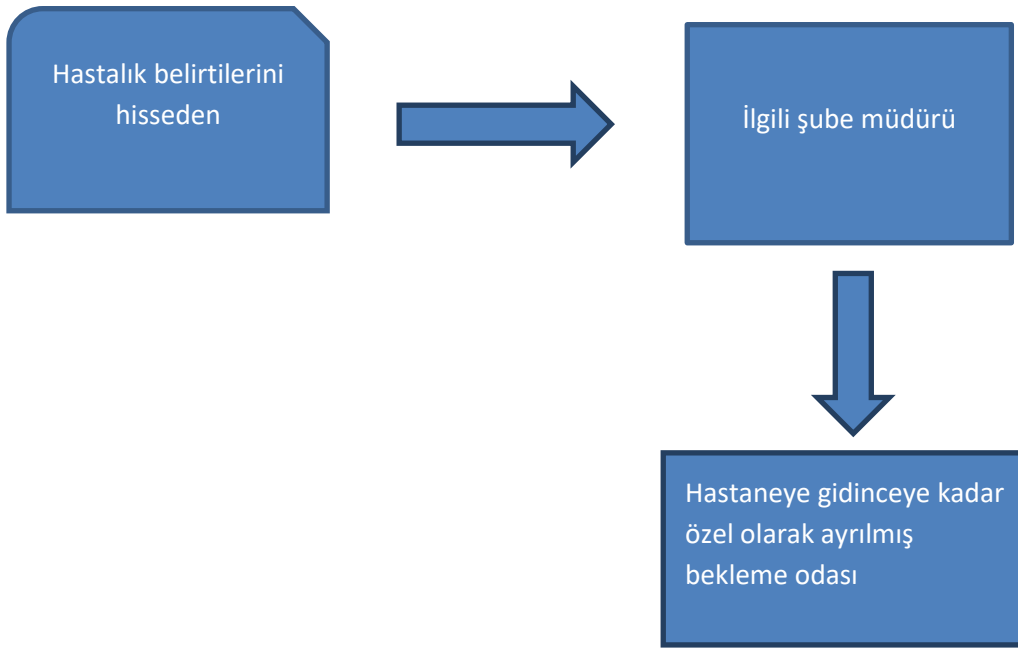 Hastalık belirtilerini
hisseden
İlgili şube müdürü
Hastaneye gidinceye kadar
özel olarak ayrılmış
bekleme odası